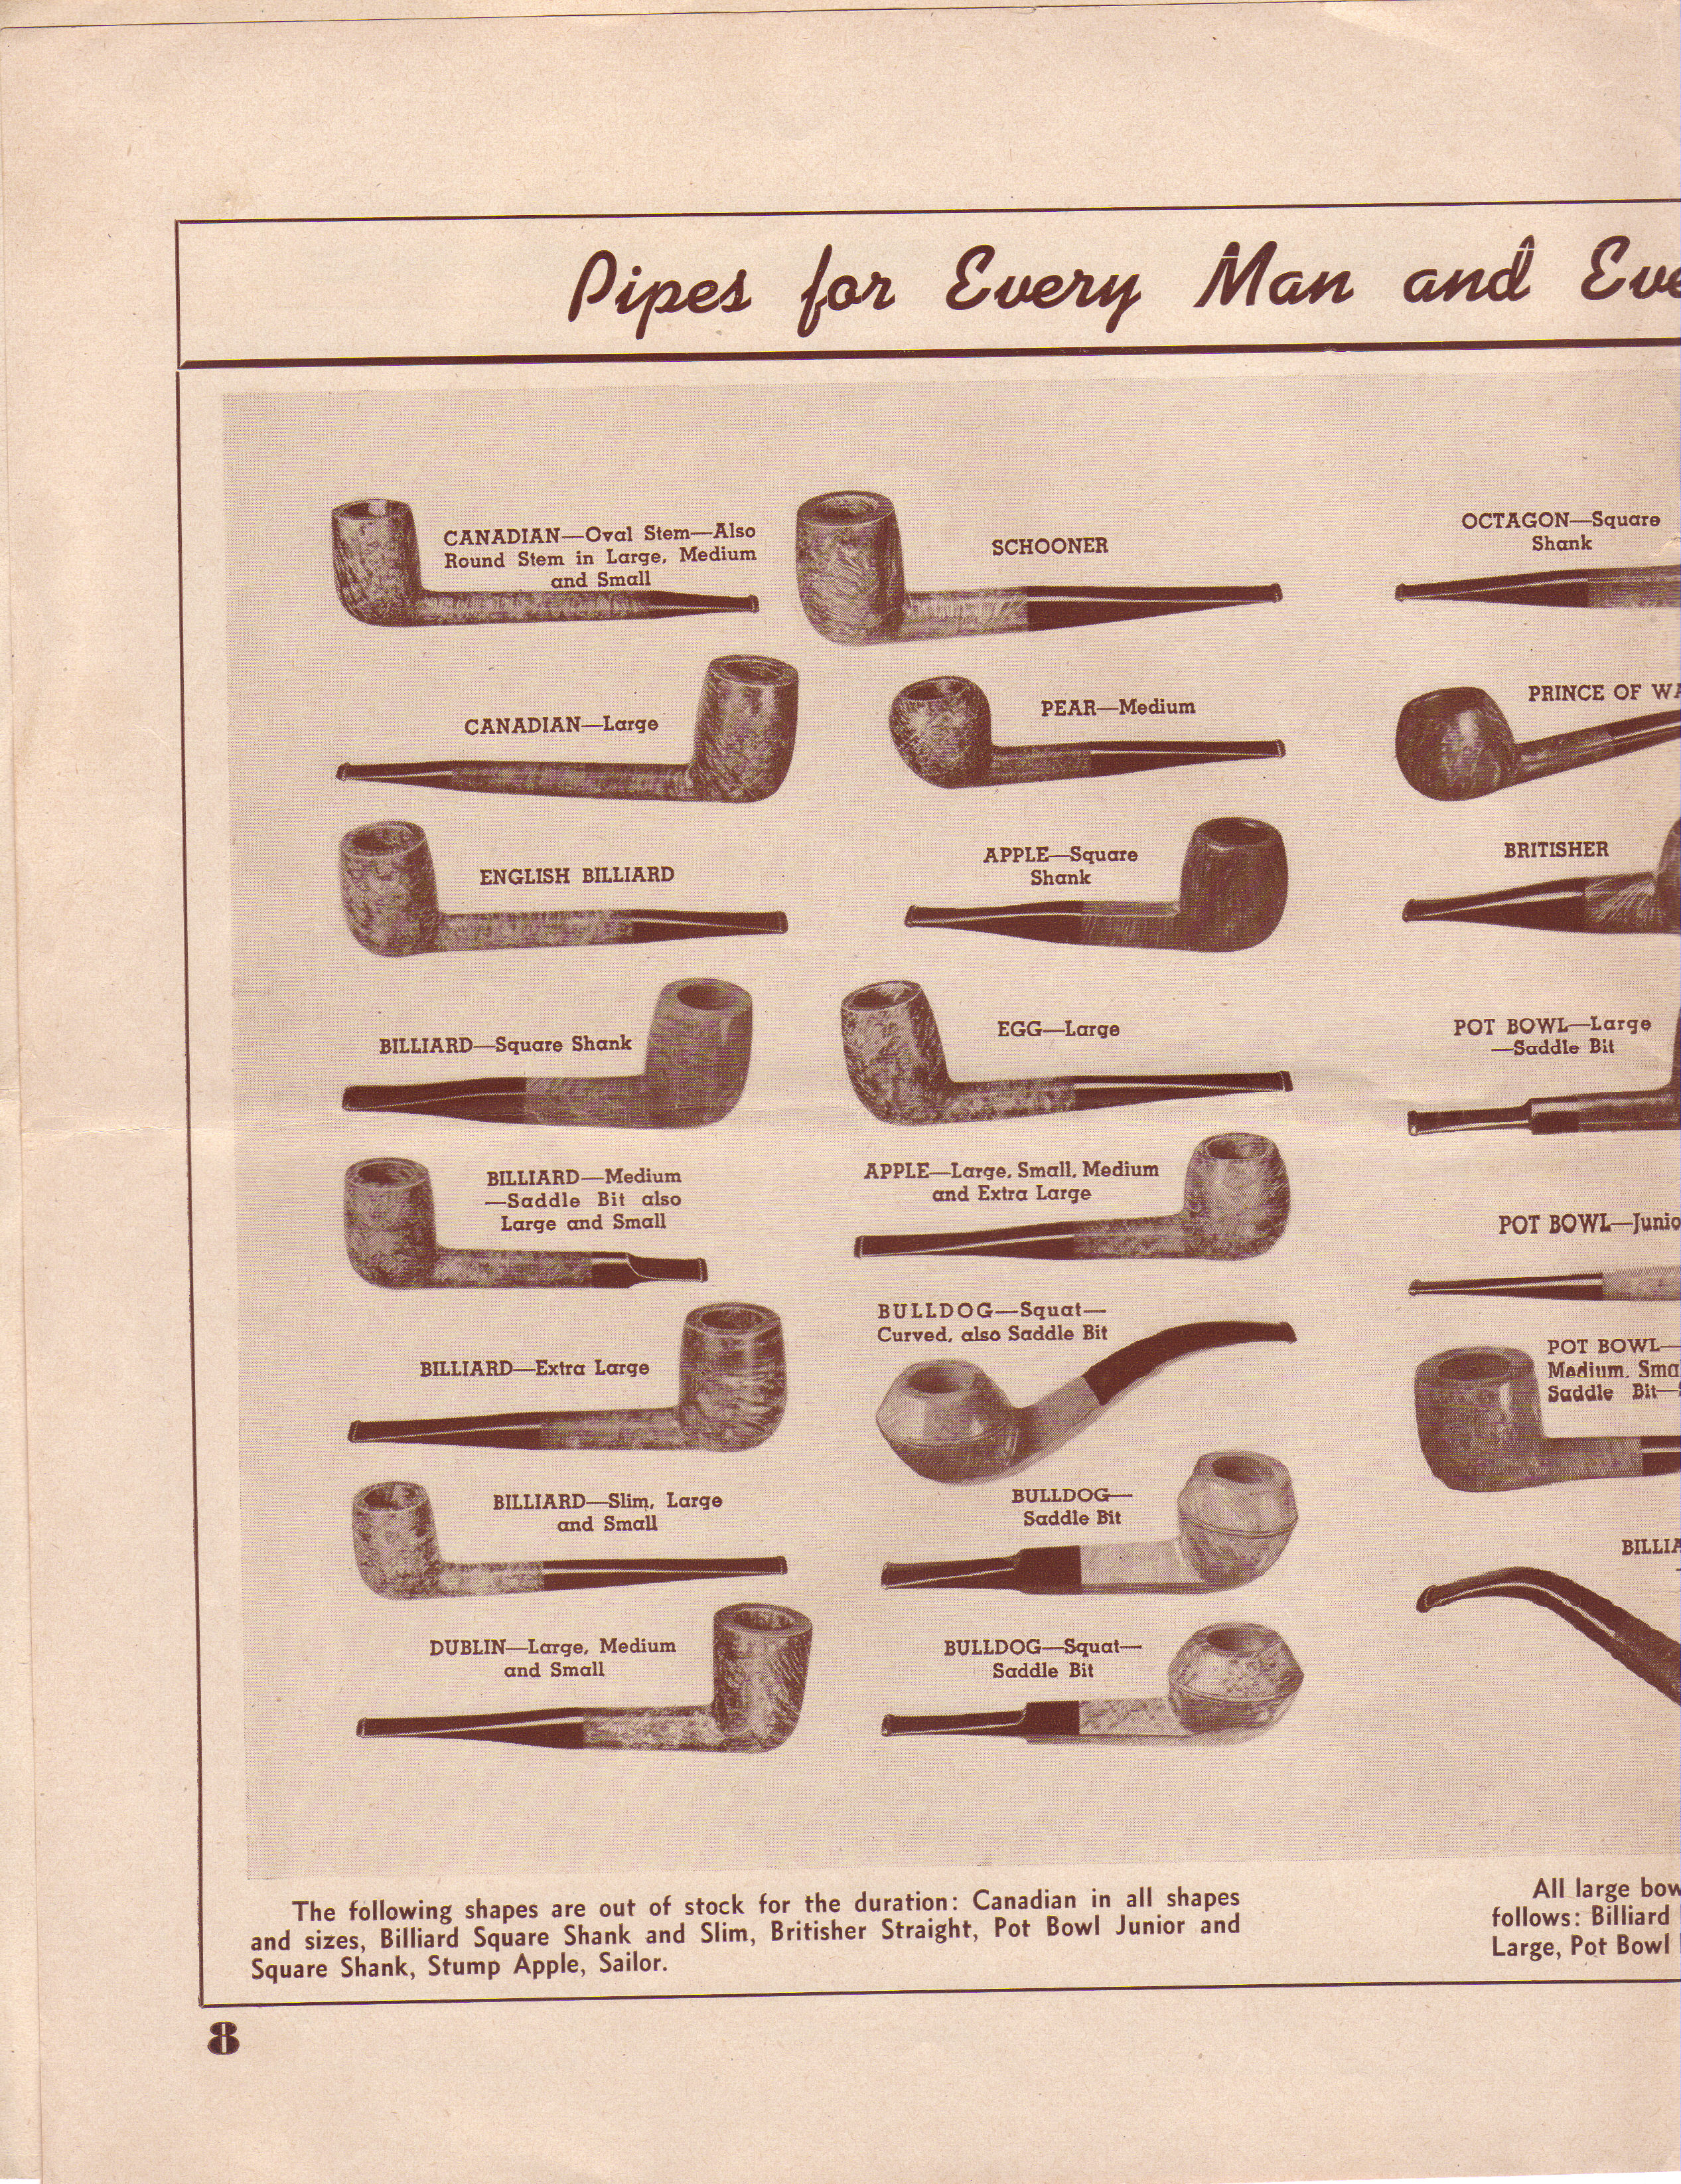 Pipes for Every Man and Eve
CANADIAN—Oval Stem—Also
Round Stem in Large, Medium
and Small
SCHOONER
OCTAGON—Square
Shank
CANADIAN—Large
PEAR—Medium
PRINCE OF WA
ENGLISH BILLIARD
APPLE—Square
Shank
BRITISHER
BILLIARD—Square Shank
EGG—Large
POT BOWL—Large
—Saddle Bit
BILLIARD—Medium
—Saddle Bit also
Large and Small
APPLE—Large, Small, Medium
and Extra Large
POT BOWL—Junio
BILLIARD—Extra Large
BULLDOG—Squat—
Curved, also Saddle Bit
POT BOWL—
Medium, Sma
Saddle Bit—
BILLIARD—Slim, Large
and Small
BULLDOG—
Saddle Bit
BILLIA
DUBLIN—Large, Medium
and Small
BULLDOG—Squat—
Saddle Bit
The following shapes are out of stock for the duration: Canadian in all shapes
and sizes, Billiard Square Shank and Slim, Britisher Straight, Pot Bowl Junior and
Square Shank, Stump Apple, Sailor.
All large bow
follows: Billiard
Large, Pot Bowl
8